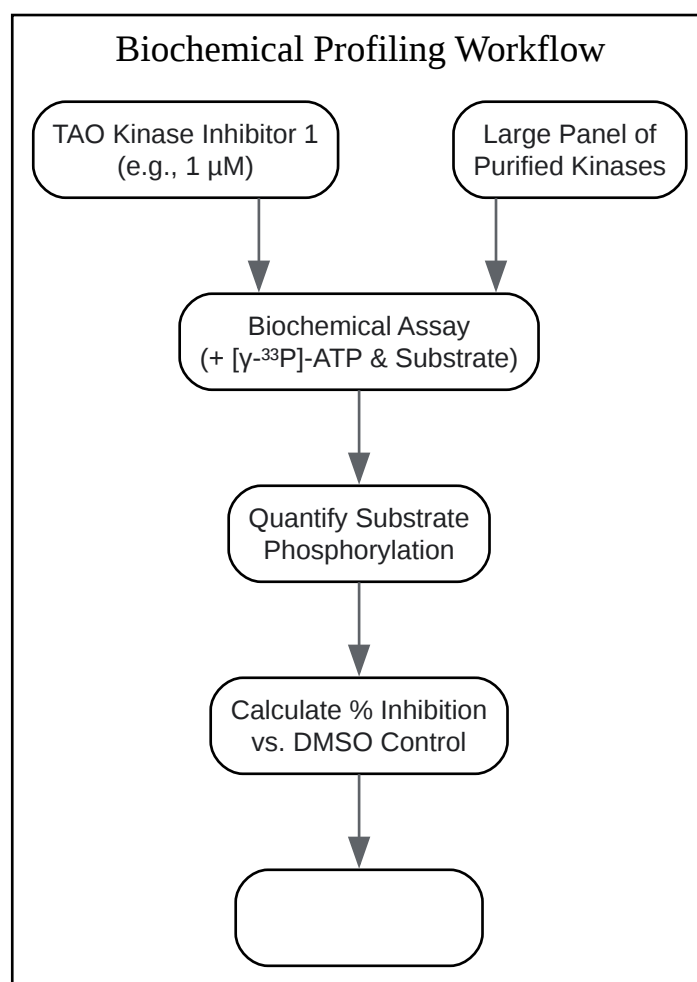 Biochemical Profiling Workflow
TAO Kinase Inhibitor 1
(e.g., 1 µM)
Large Panel of
Purified Kinases
Biochemical Assay
(+ [γ-³³P]-ATP & Substrate)
Quantify Substrate
Phosphorylation
Calculate % Inhibition
vs. DMSO Control